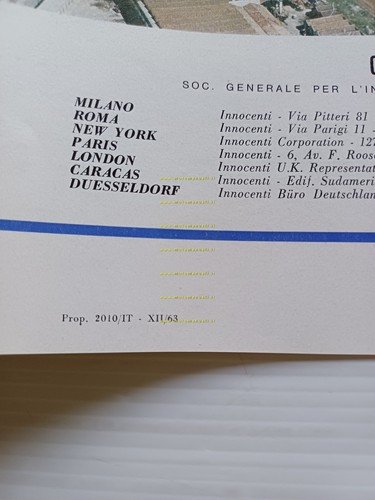 SOC. GENERALE PER L'IN
MILANO Innocenti - Via Pitteri 81
ROMA Innocenti - Via Parigi 11 -
NEW YORK Innocenti Corporation - 127
PARIS Innocenti - 6, Av. F. Roose
LONDON Innocenti U.K. Representat
CARACAS Innocenti - Edif. Sudameri
DUESSELDORF Innocenti Büro Deutschlan
Prop. 2010/IT - XII/63